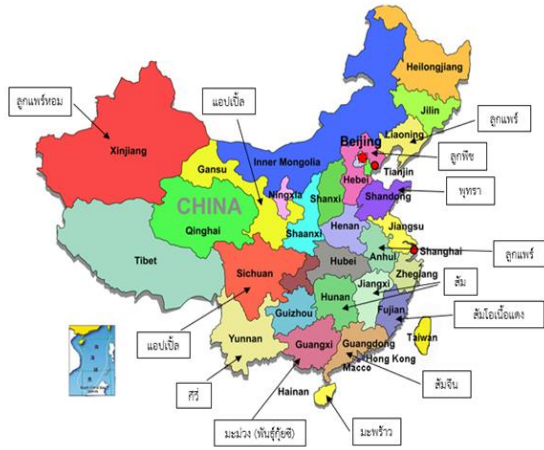 Heilongjiang
ลูกแพร์หอม
แอปเปิ้ล
Jilin
ลูกแพร์
Liaoning
Beijing
ลูกพีช
Xinjiang
Inner Mongolia
Tianjin
Gansu
Hebei
พุทรา
Ningxia
Shanxi
Shandong
CHINA
Qinghai
Shaanxi
Henan
Jiangsu
ลูกแพร์
Tibet
Anhui
Shanghai
Sichuan
Hubei
Zhegiang
ส้ม
Hunan
Jiangxi
ส้มโอเนื้อแดง
แอปเปิ้ล
Guizhou
Fujian
Yunnan
Guangxi
Guangdong
Taiwan
Hong Kong
Macco
ส้มจีน
กีวี่
Hainan
มะม่วง (พันธุ์กุ้ยชี)
มะพร้าว